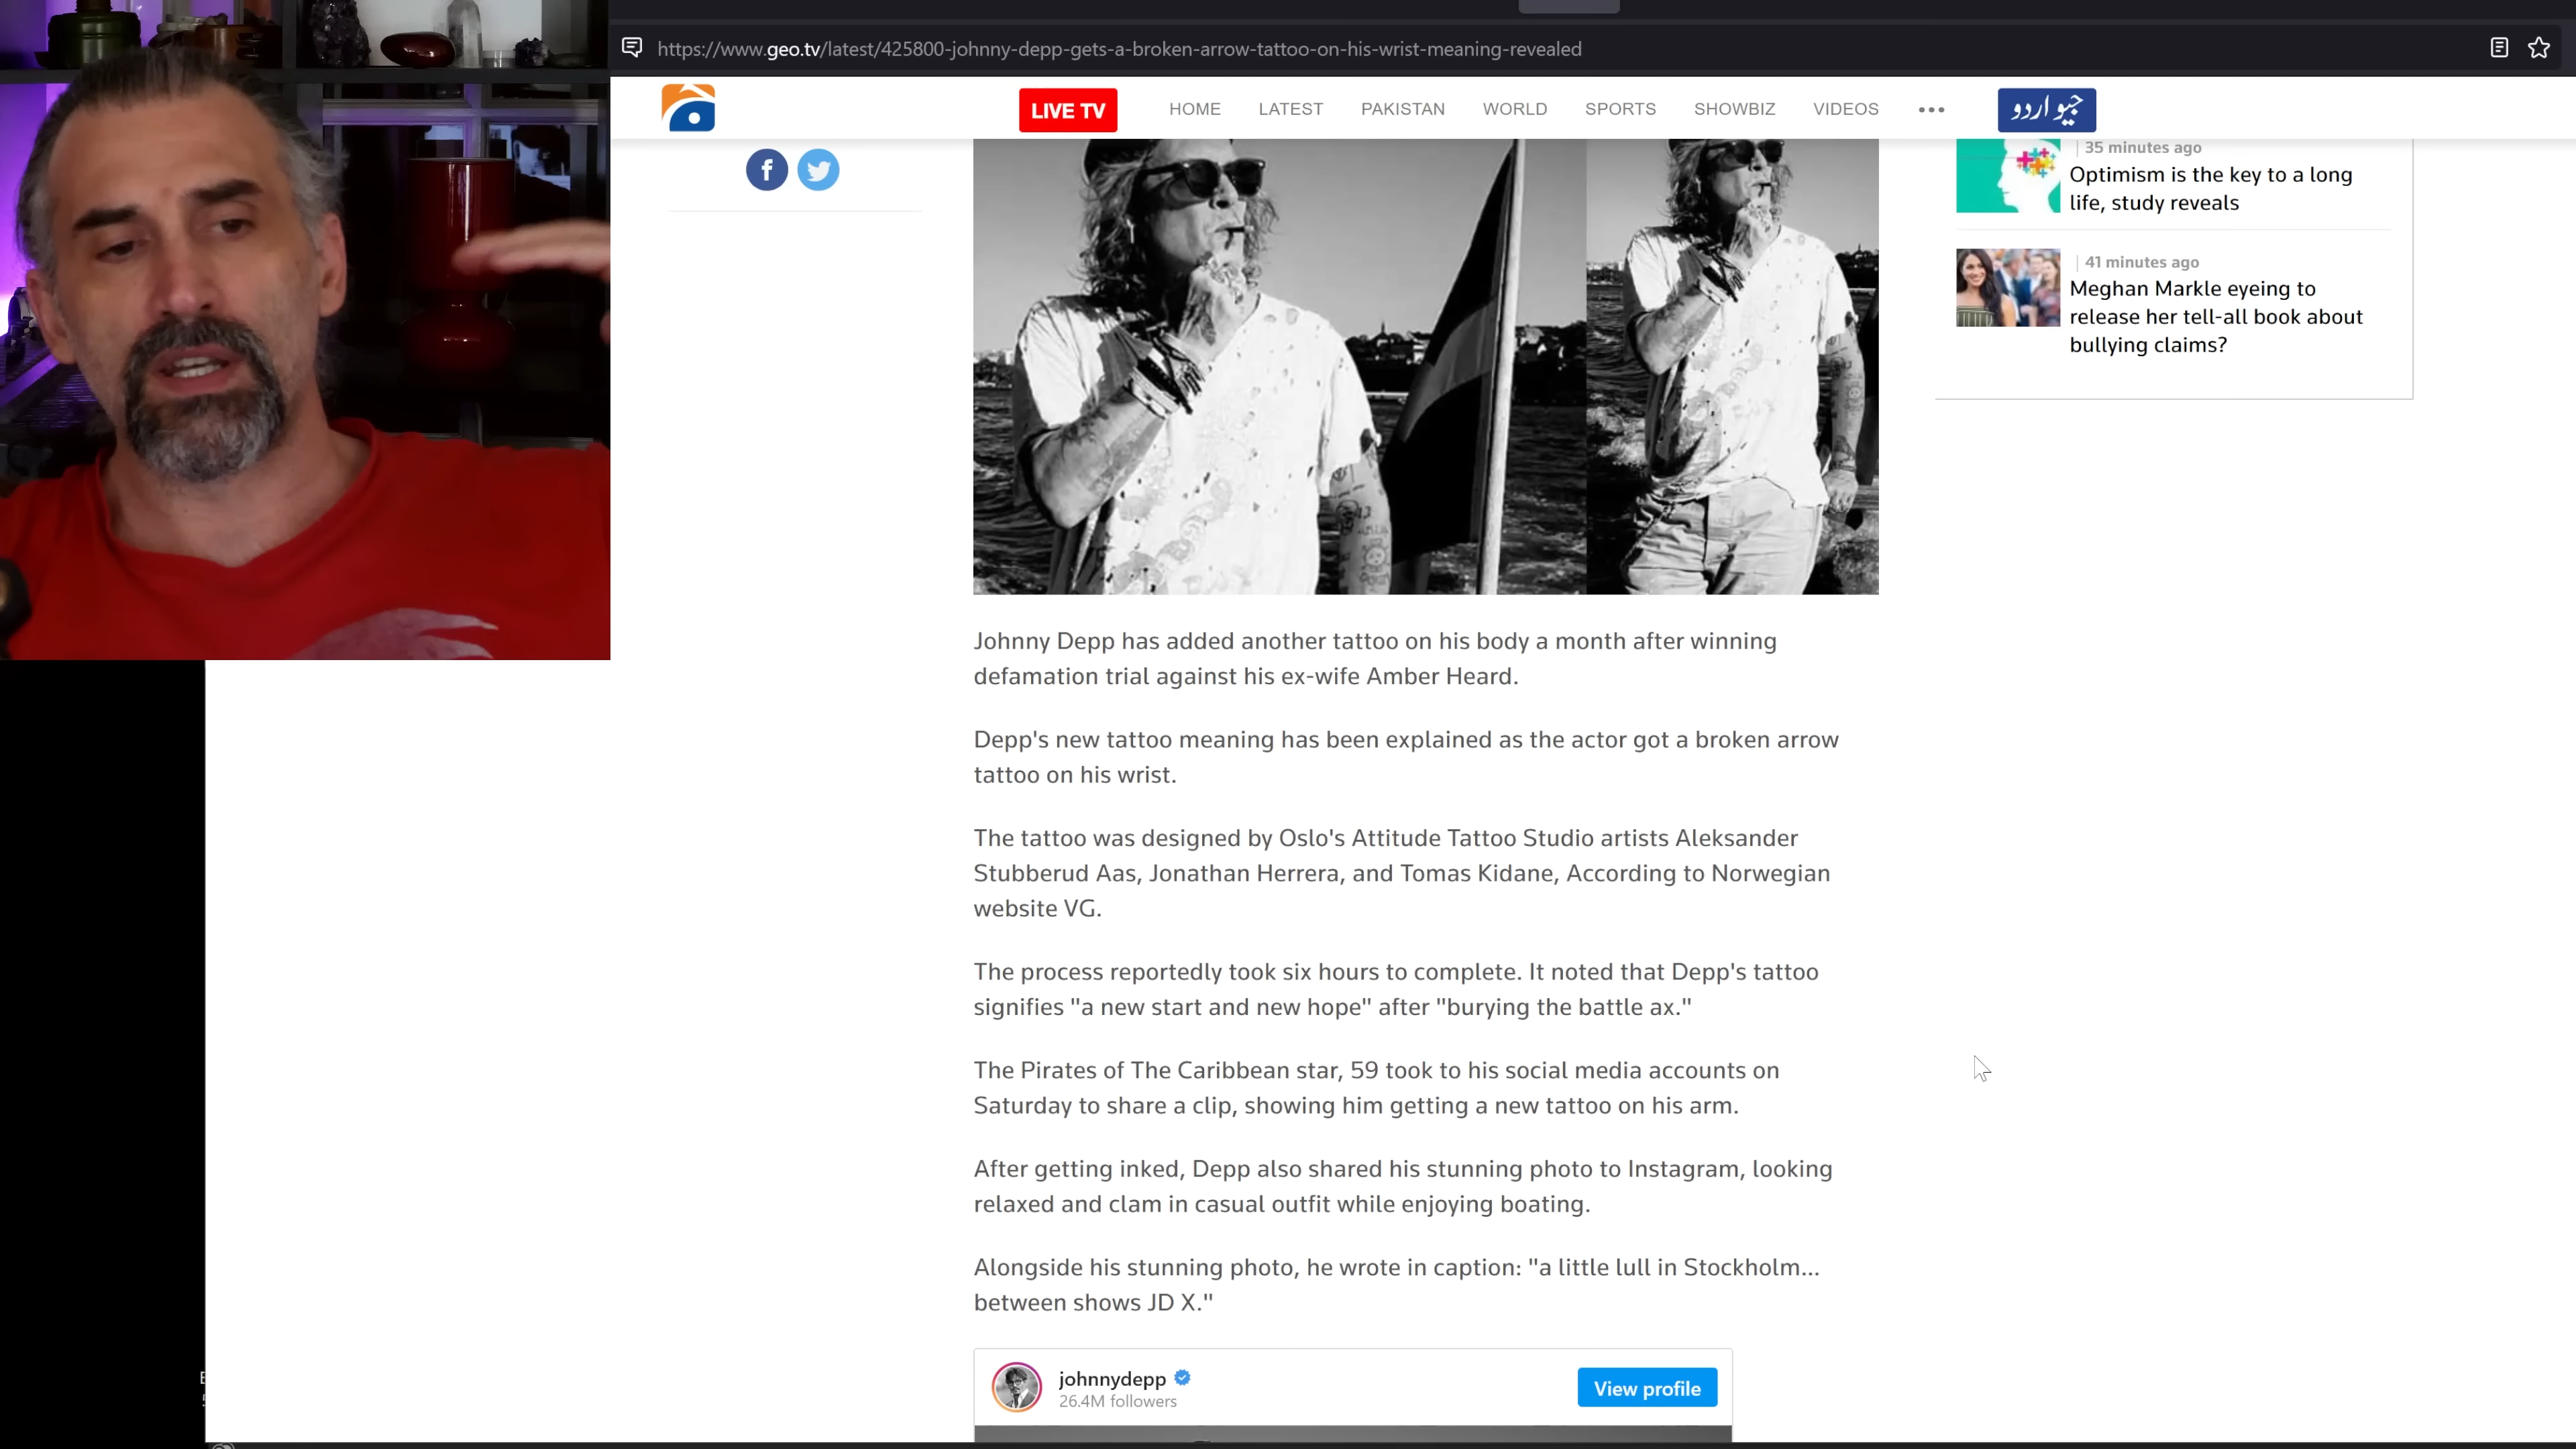 https://www.geo.tv/latest/425800-johnny-depp-gets-a-broken-arrow-tattoo-on-his-wrist-meaning-revealed
LIVE TV HOME LATEST PAKISTAN WORLD SPORTS SHOWBIZ VIDEOS ••• جیو اردو
35 minutes ago
Optimism is the key to a long
life, study reveals
41 minutes ago
Meghan Markle eyeing to
release her tell-all book about
bullying claims?
Johnny Depp has added another tattoo on his body a month after winning
defamation trial against his ex-wife Amber Heard.
Depp's new tattoo meaning has been explained as the actor got a broken arrow
tattoo on his wrist.
The tattoo was designed by Oslo's Attitude Tattoo Studio artists Aleksander
Stubberud Aas, Jonathan Herrera, and Tomas Kidane, According to Norwegian
website VG.
The process reportedly took six hours to complete. It noted that Depp's tattoo
signifies "a new start and new hope" after "burying the battle ax."
The Pirates of The Caribbean star, 59 took to his social media accounts on
Saturday to share a clip, showing him getting a new tattoo on his arm.
After getting inked, Depp also shared his stunning photo to Instagram, looking
relaxed and clam in casual outfit while enjoying boating.
Alongside his stunning photo, he wrote in caption: "a little lull in Stockholm...
between shows JD X."
johnnydepp
26.4M followers
View profile